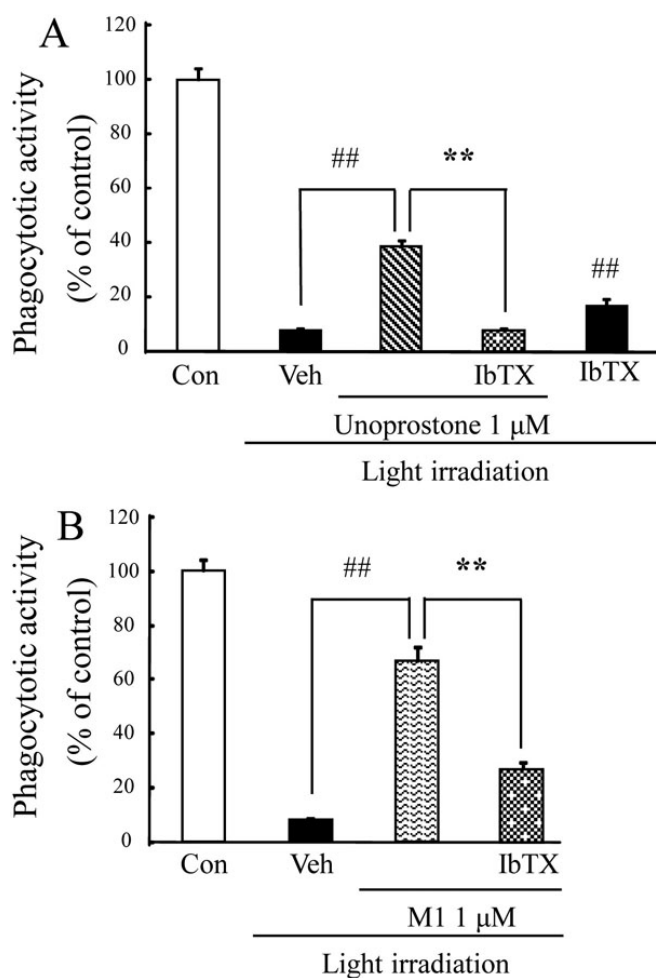 A
Phagocytotic activity
(% of control)
120
100
80
60
40
20
0
##
**
##
Con
Veh
IbTX
IbTX
Unoprostone 1 μM
Light irradiation
B
Phagocytotic activity
(% of control)
120
100
80
60
40
20
0
##
**
Con
Veh
IbTX
M1 1 μM
Light irradiation